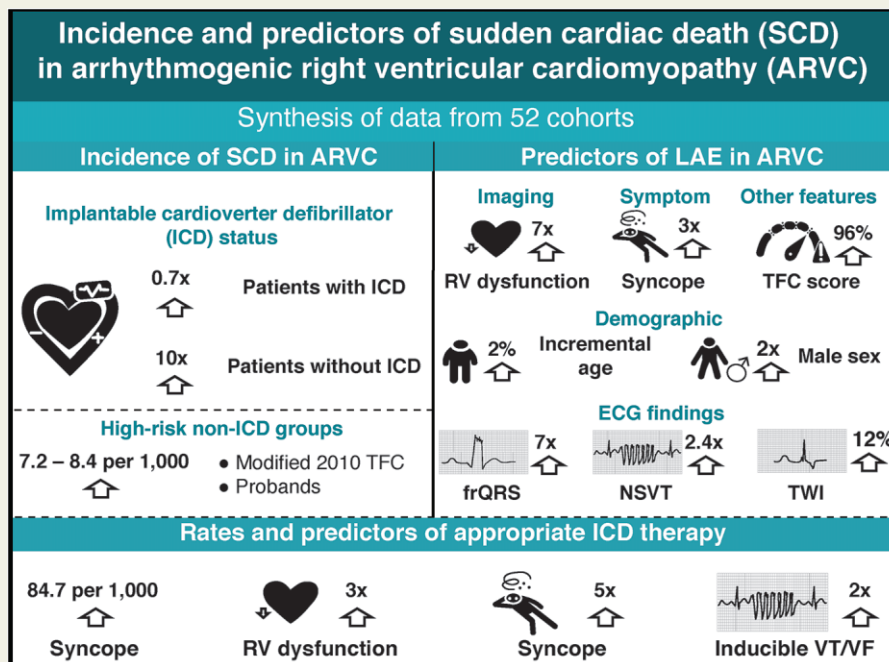 Incidence and predictors of sudden cardiac death (SCD)
in arrhythmogenic right ventricular cardiomyopathy (ARVC)
Synthesis of data from 52 cohorts
Incidence of SCD in ARVC
Implantable cardioverter defibrillator
(ICD) status
0.7x
Patients with ICD
10x
Patients without ICD
High-risk non-ICD groups
7.2 – 8.4 per 1,000
● Modified 2010 TFC
● Probands
Predictors of LAE in ARVC
Imaging
7x
RV dysfunction
Symptom
3x
Syncope
Other features
96%
TFC score
Demographic
2%
Incremental
age
2x
Male sex
ECG findings
7x
frQRS
2.4x
NSVT
12%
TWI
Rates and predictors of appropriate ICD therapy
84.7 per 1,000
Syncope
3x
RV dysfunction
5x
Syncope
2x
Inducible VT/VF